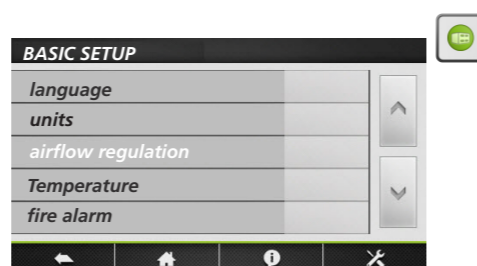 BASIC SETUP
language
units
airflow regulation
Temperature
fire alarm